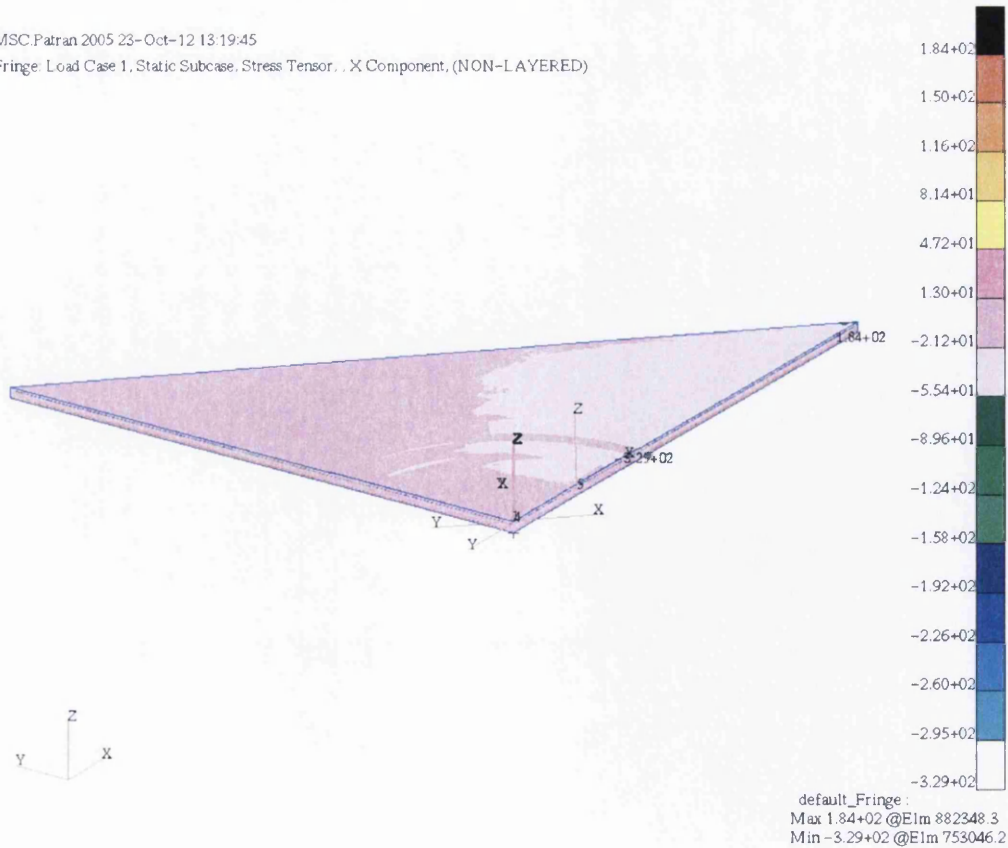 MSC.Patran 2005 23-Oct-12 13:19:45
Fringe: Load Case 1, Static Subcase, Stress Tensor, , X Component, (NON-LAYERED)
1.84+02
1.50+02
1.16+02
8.14+01
4.72+01
1.30+01
-2.12+01
-5.54+01
-8.96+01
-1.24+02
-1.58+02
-1.92+02
-2.26+02
-2.60+02
-2.95+02
-3.29+02
1.84+02
Z
Z
X
-3.29+02
5
X
Y
Y
Z
Y
X
default_Fringe :
Max 1.84+02 @Elm 882348.3
Min -3.29+02 @Elm 753046.2